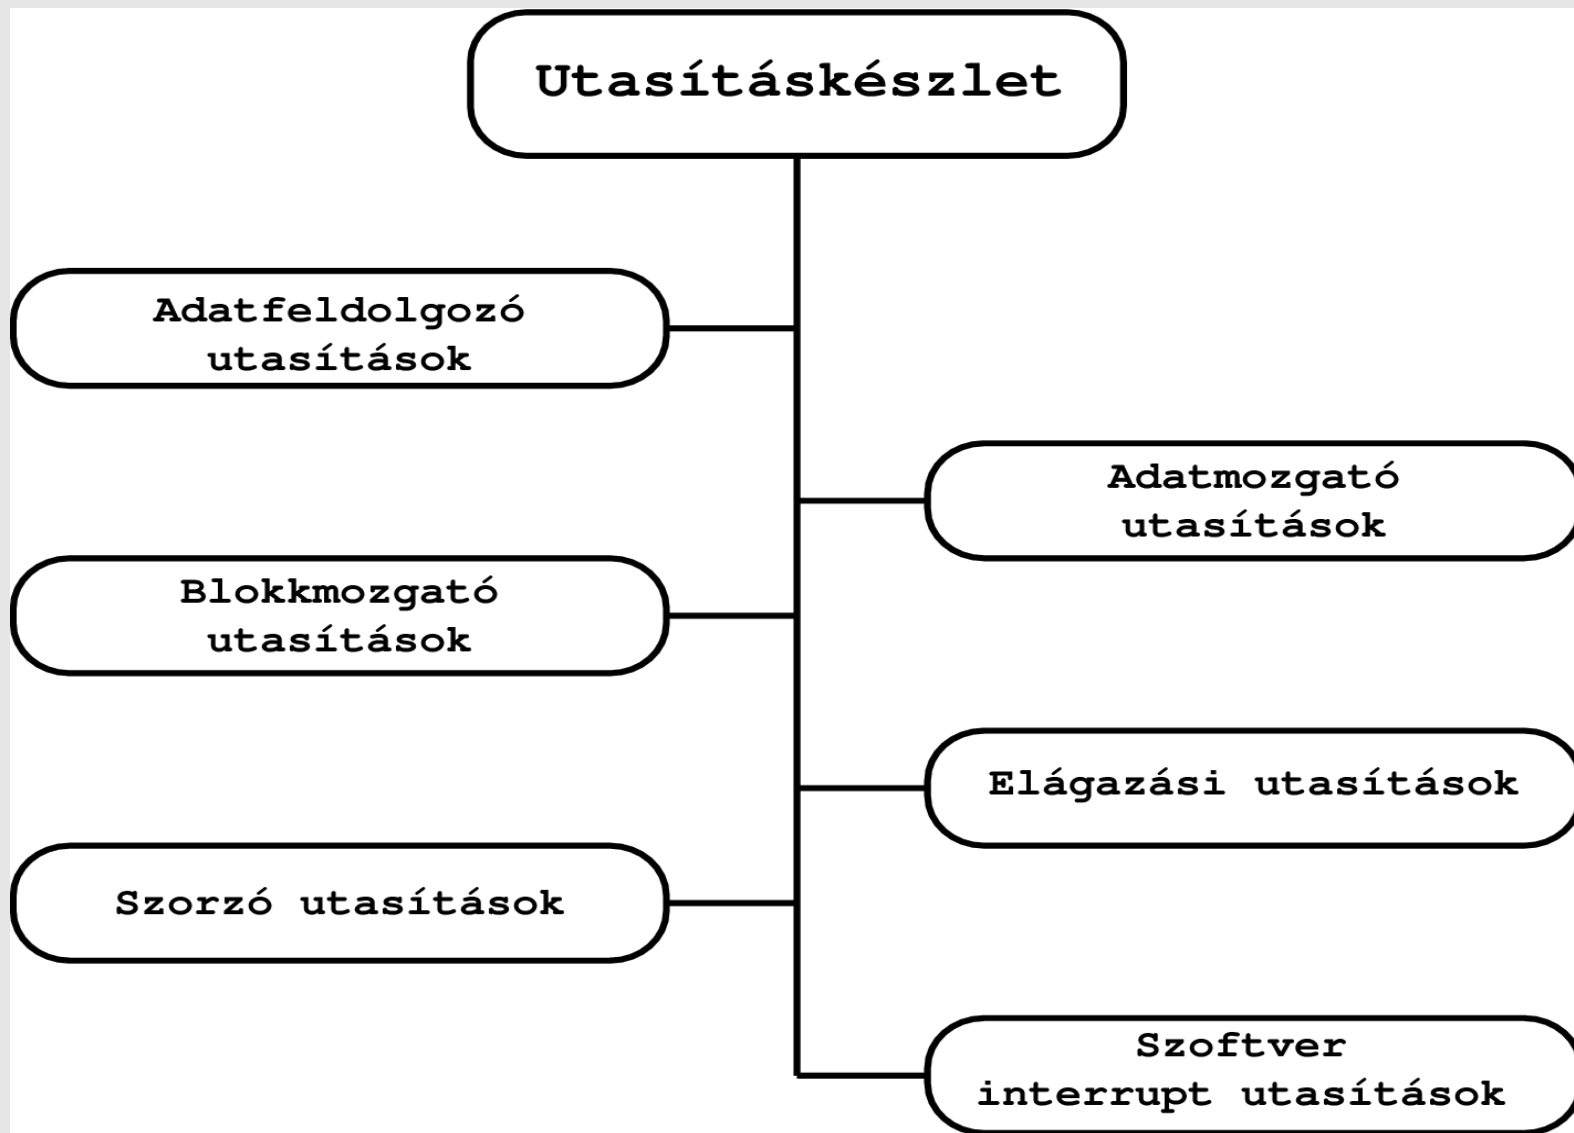 Utasításkészlet
Adatfeldolgozó
utasítások
Adatmozgató
utasítások
Blokkmozgató
utasítások
Elágazási utasítások
Szorzó utasítások
Szoftver
interrupt utasítások